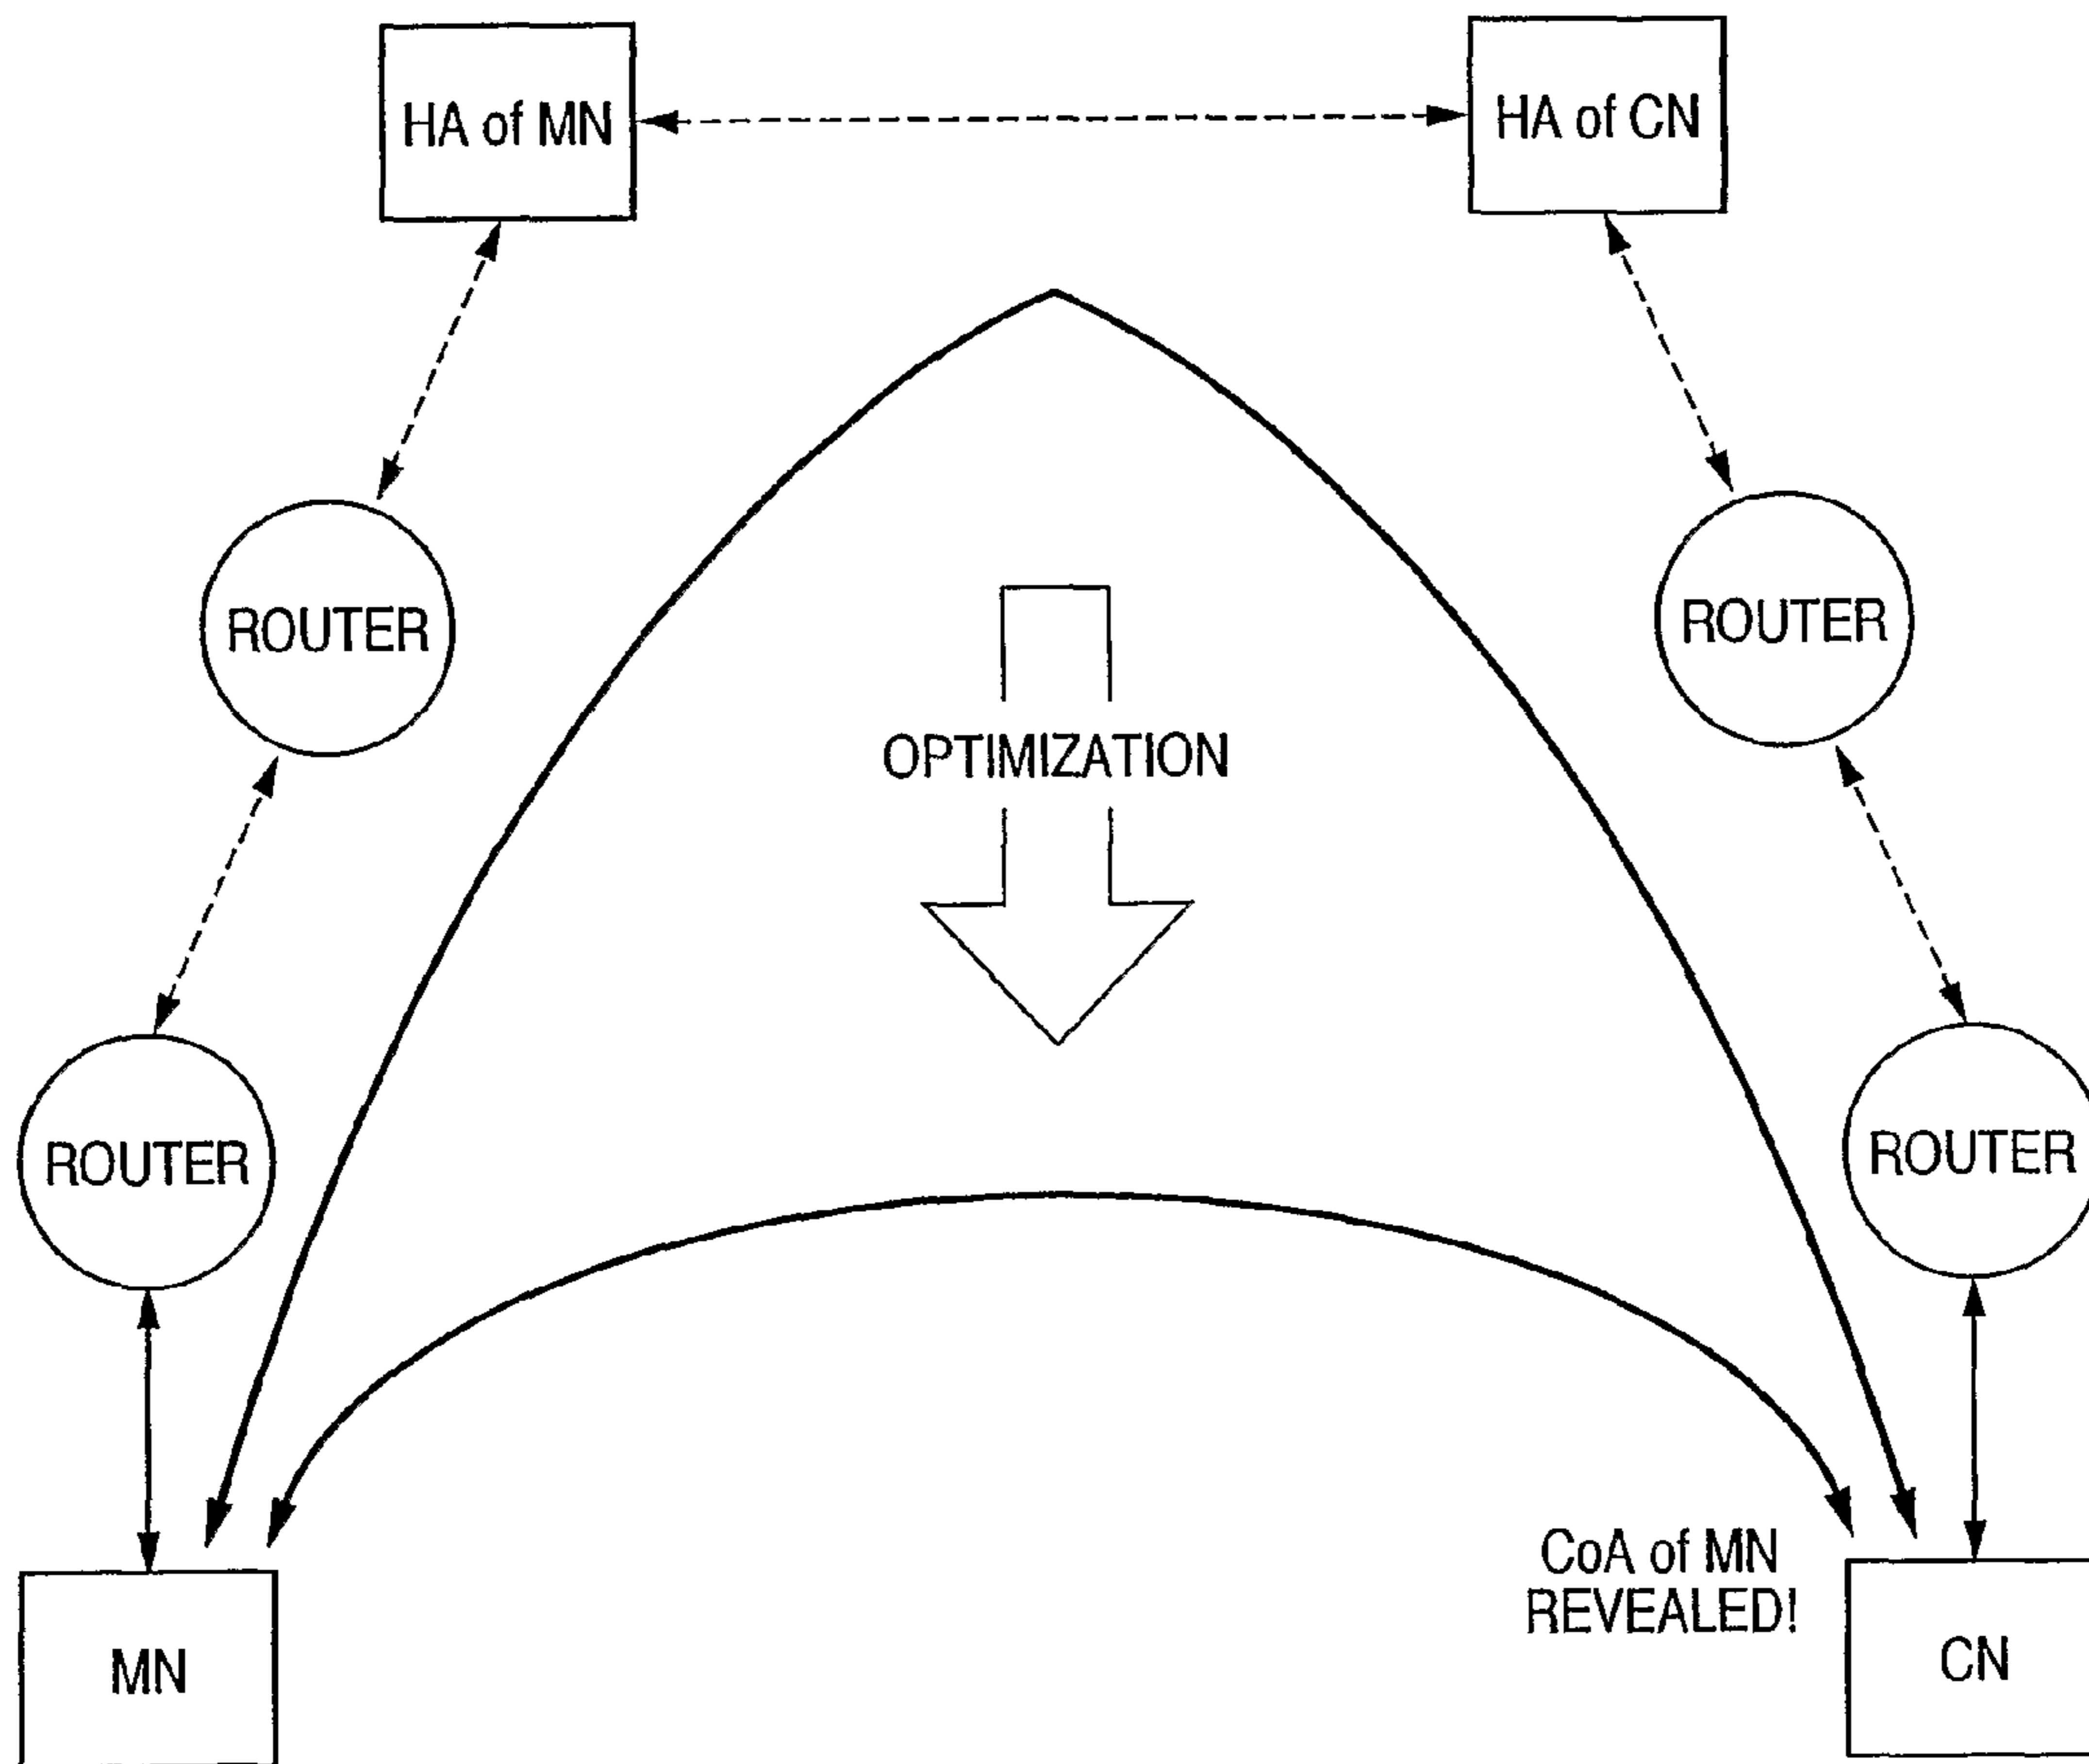 HA of MN
HA of CN
ROUTER
ROUTER
OPTIMIZATION
ROUTER
ROUTER
CoA of MN
REVEALED!
MN
CN